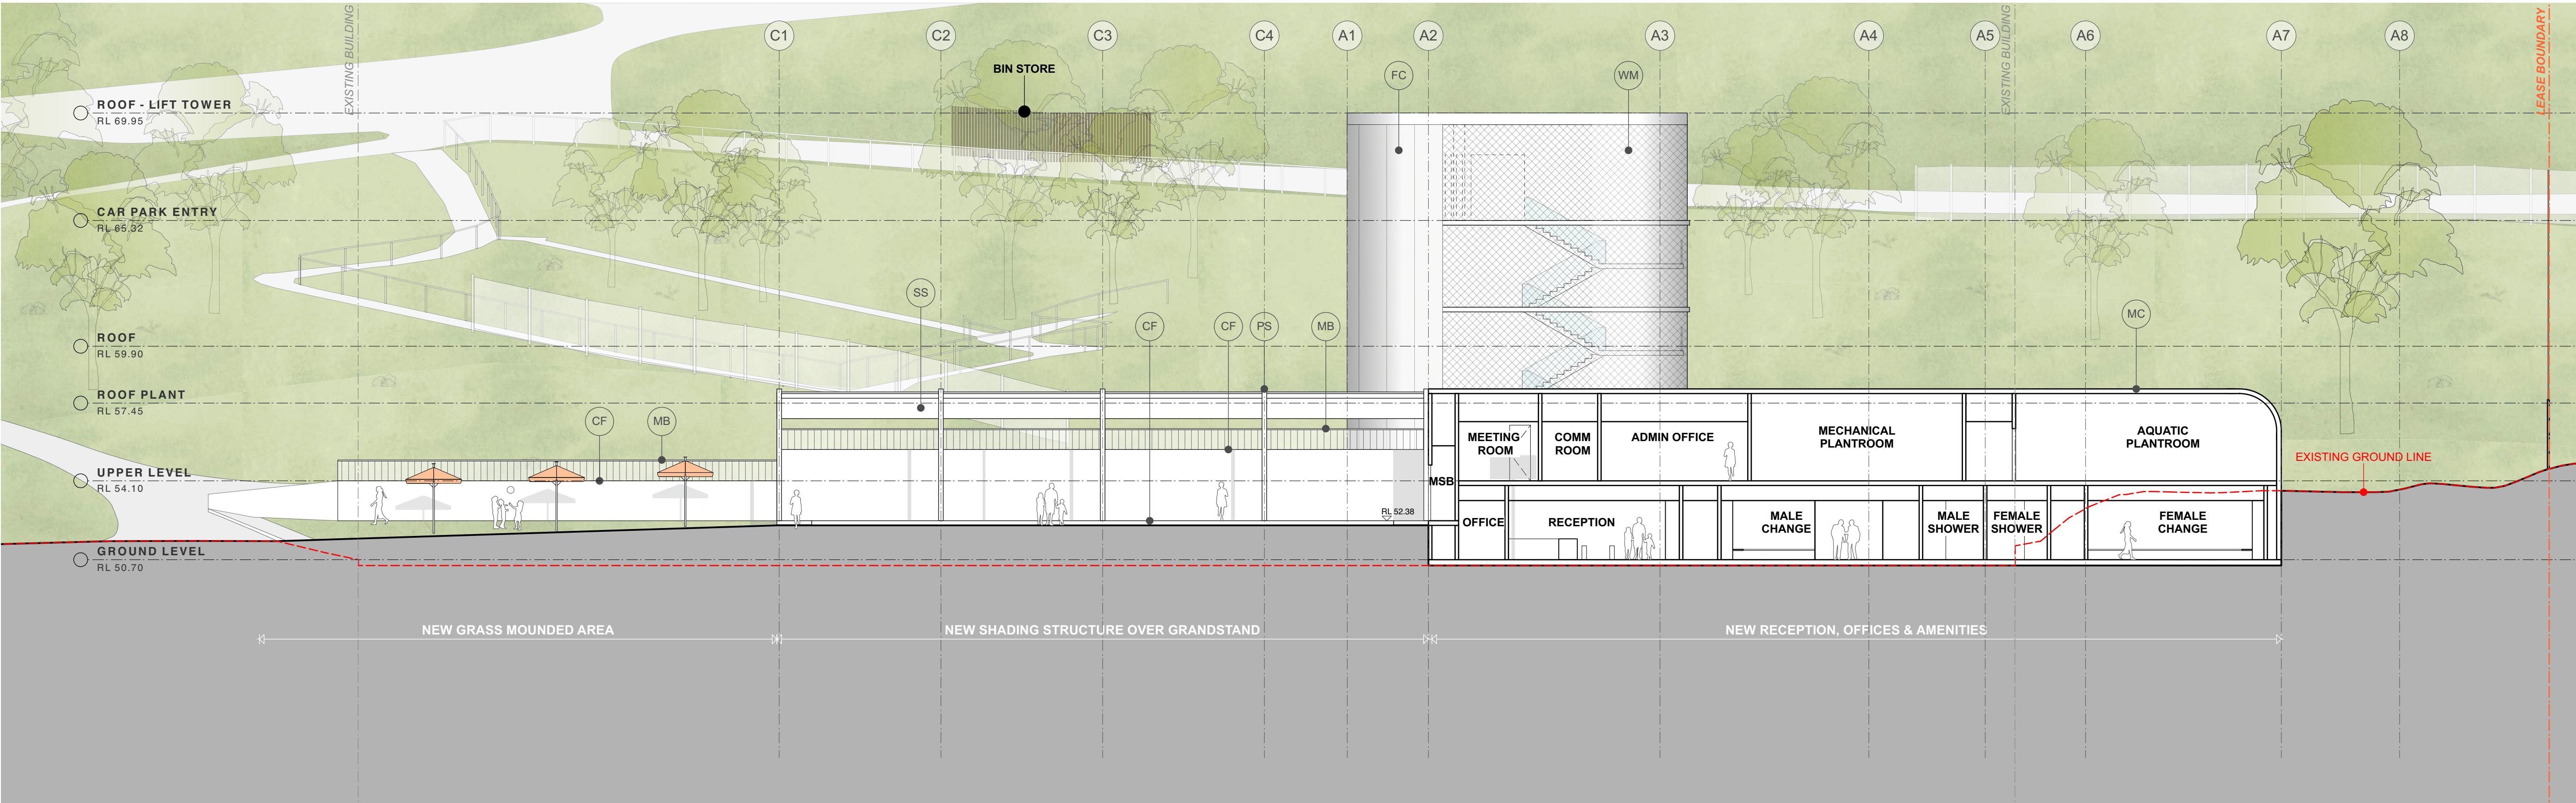 EXISTING BUILDING
C1
C2
C3
C4
A1
A2
A3
A4
A5
EXISTING BUILDING
A6
A7
A8
LEASE BOUNDARY
BIN STORE
FC
WM
ROOF - LIFT TOWER
RL 69.95
CAR PARK ENTRY
RL 65.32
SS
CF
CF
PS
MB
MC
ROOF
RL 59.90
ROOF PLANT
RL 57.45
CF
MB
MEETING
ROOM
COMM
ROOM
ADMIN OFFICE
MECHANICAL
PLANTROOM
AQUATIC
PLANTROOM
EXISTING GROUND LINE
UPPER LEVEL
RL 54.10
MSB
RL 52.38
OFFICE
RECEPTION
MALE
CHANGE
MALE
SHOWER
FEMALE
SHOWER
FEMALE
CHANGE
GROUND LEVEL
RL 50.70
NEW GRASS MOUNDED AREA
NEW SHADING STRUCTURE OVER GRANDSTAND
NEW RECEPTION, OFFICES & AMENITIES